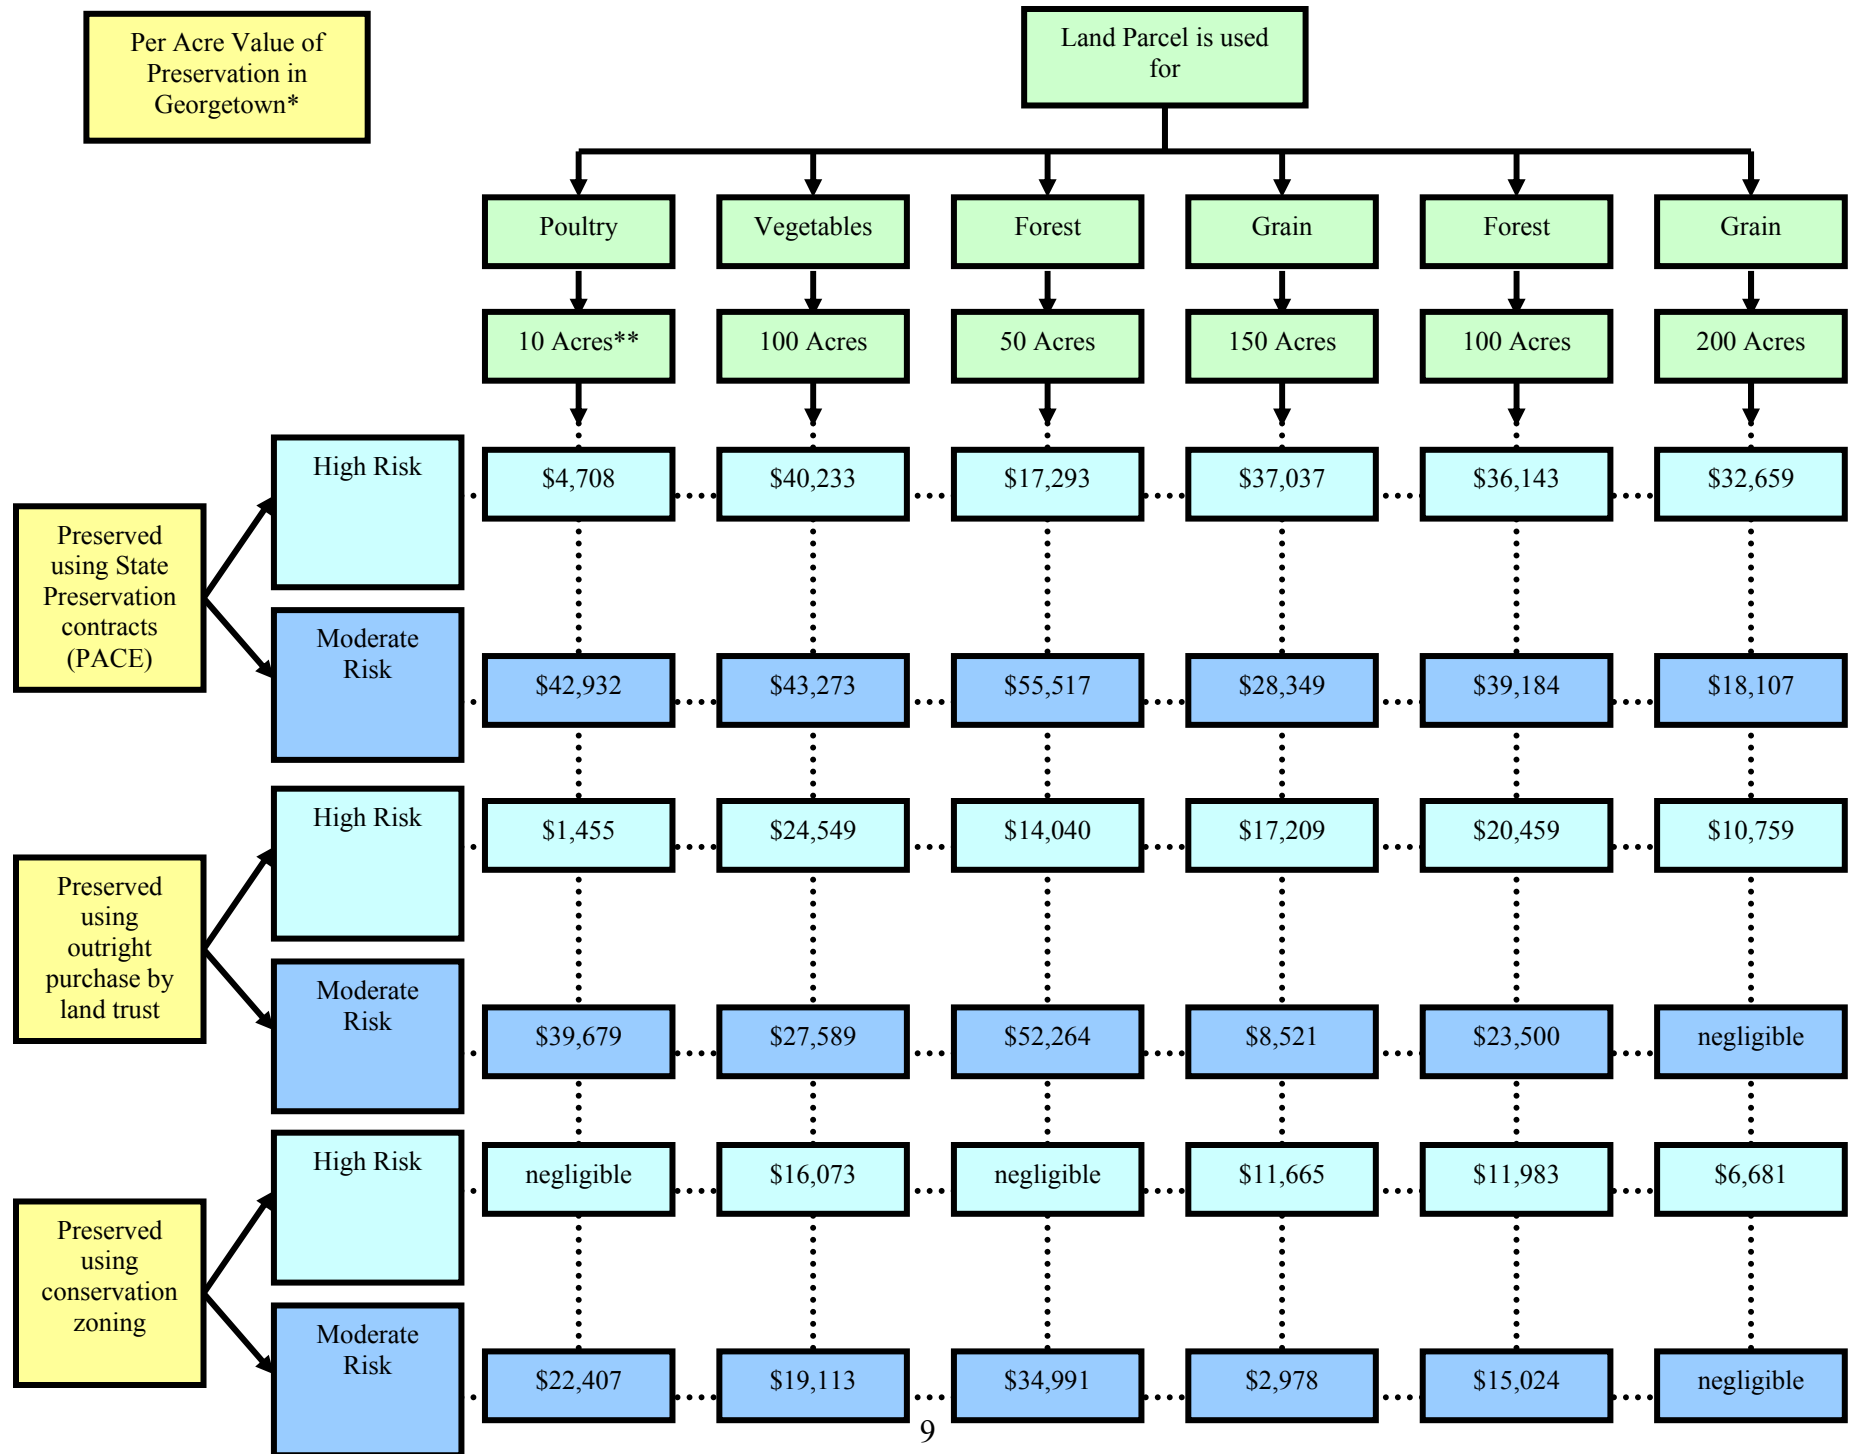 Per Acre Value of
Preservation in
Georgetown*
Land Parcel is used
for
Poultry
Vegetables
Forest
Grain
Forest
Grain
10 Acres**
100 Acres
50 Acres
150 Acres
100 Acres
200 Acres
Preserved
using State
Preservation
contracts
(PACE)
High Risk
$4,708
$40,233
$17,293
$37,037
$36,143
$32,659
Moderate
Risk
$42,932
$43,273
$55,517
$28,349
$39,184
$18,107
Preserved
using
outright
purchase by
land trust
High Risk
$1,455
$24,549
$14,040
$17,209
$20,459
$10,759
Moderate
Risk
$39,679
$27,589
$52,264
$8,521
$23,500
negligible
Preserved
using
conservation
zoning
High Risk
negligible
$16,073
negligible
$11,665
$11,983
$6,681
Moderate
Risk
$22,407
$19,113
$34,991
$2,978
$15,024
negligible
9